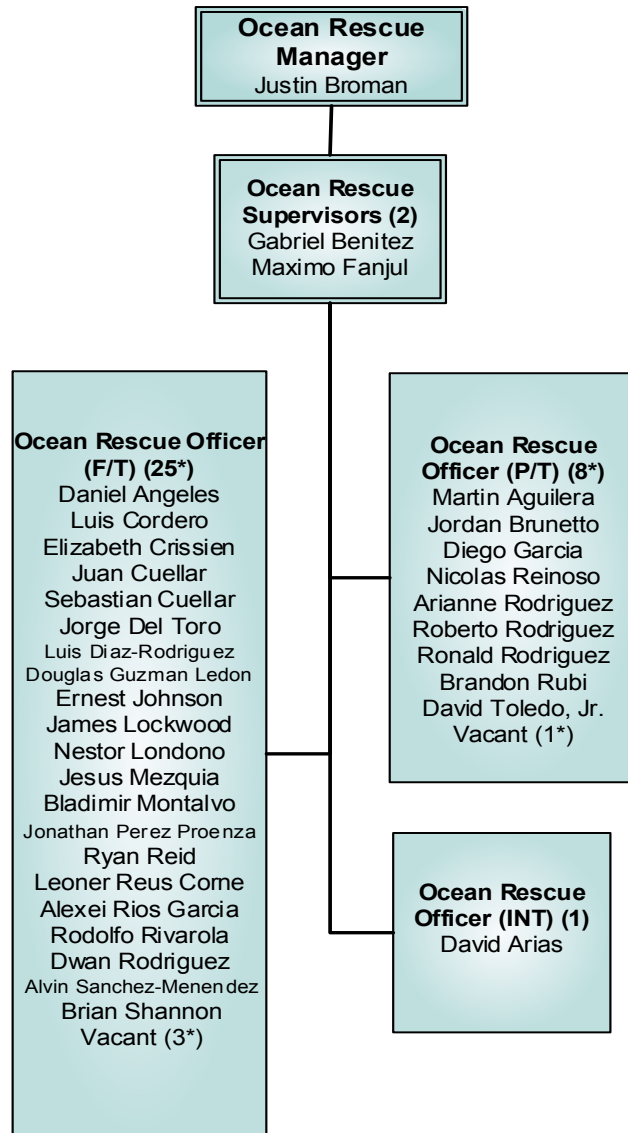 Ocean Rescue
Manager
Justin Broman
Ocean Rescue
Supervisors (2)
Gabriel Benitez
Maximo Fanjul
Ocean Rescue Officer
(F/T) (25*)
Daniel Angeles
Luis Cordero
Elizabeth Crissien
Juan Cuellar
Sebastian Cuellar
Jorge Del Toro
Luis Diaz-Rodriguez
Douglas Guzman Ledon
Ernest Johnson
James Lockwood
Nestor Londono
Jesus Mezquia
Bladimir Montalvo
Jonathan Perez Proenza
Ryan Reid
Leoner Reus Corne
Alexei Rios Garcia
Rodolfo Rivarola
Dwan Rodriguez
Alvin Sanchez-Menendez
Brian Shannon
Vacant (3*)
Ocean Rescue
Officer (P/T) (8*)
Martin Aguilera
Jordan Brunetto
Diego Garcia
Nicolas Reinoso
Arianne Rodriguez
Roberto Rodriguez
Ronald Rodriguez
Brandon Rubi
David Toledo, Jr.
Vacant (1*)
Ocean Rescue
Officer (INT) (1)
David Arias